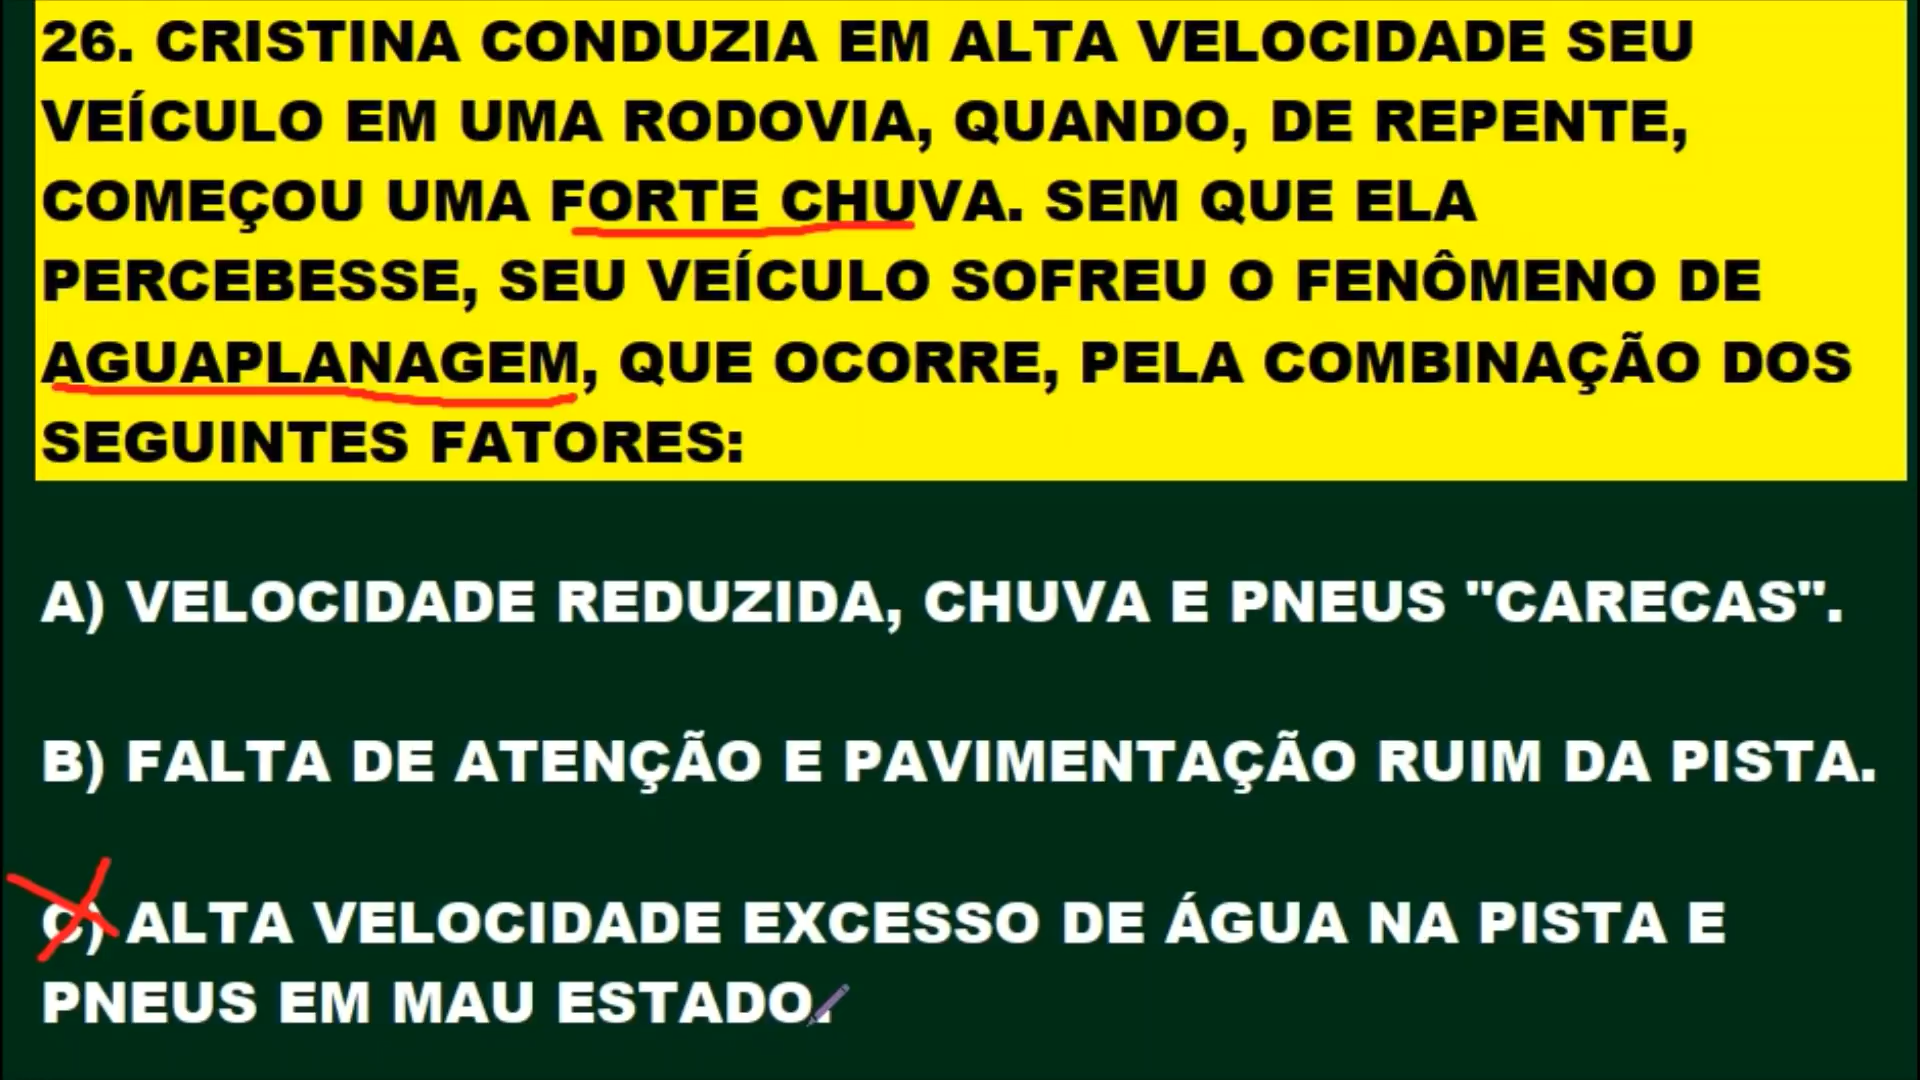 26. CRISTINA CONDUZIA EM ALTA VELOCIDADE SEU
VEÍCULO EM UMA RODOVIA, QUANDO, DE REPENTE,
COMEÇOU UMA FORTE CHUVA. SEM QUE ELA
PERCEBESSE, SEU VEÍCULO SOFREU O FENÔMENO DE
AGUAPLANAGEM, QUE OCORRE, PELA COMBINAÇÃO DOS
SEGUINTES FATORES:
A) VELOCIDADE REDUZIDA, CHUVA E PNEUS "CARECAS".
B) FALTA DE ATENÇÃO E PAVIMENTAÇÃO RUIM DA PISTA.
C) ALTA VELOCIDADE EXCESSO DE ÁGUA NA PISTA E
PNEUS EM MAU ESTADO.